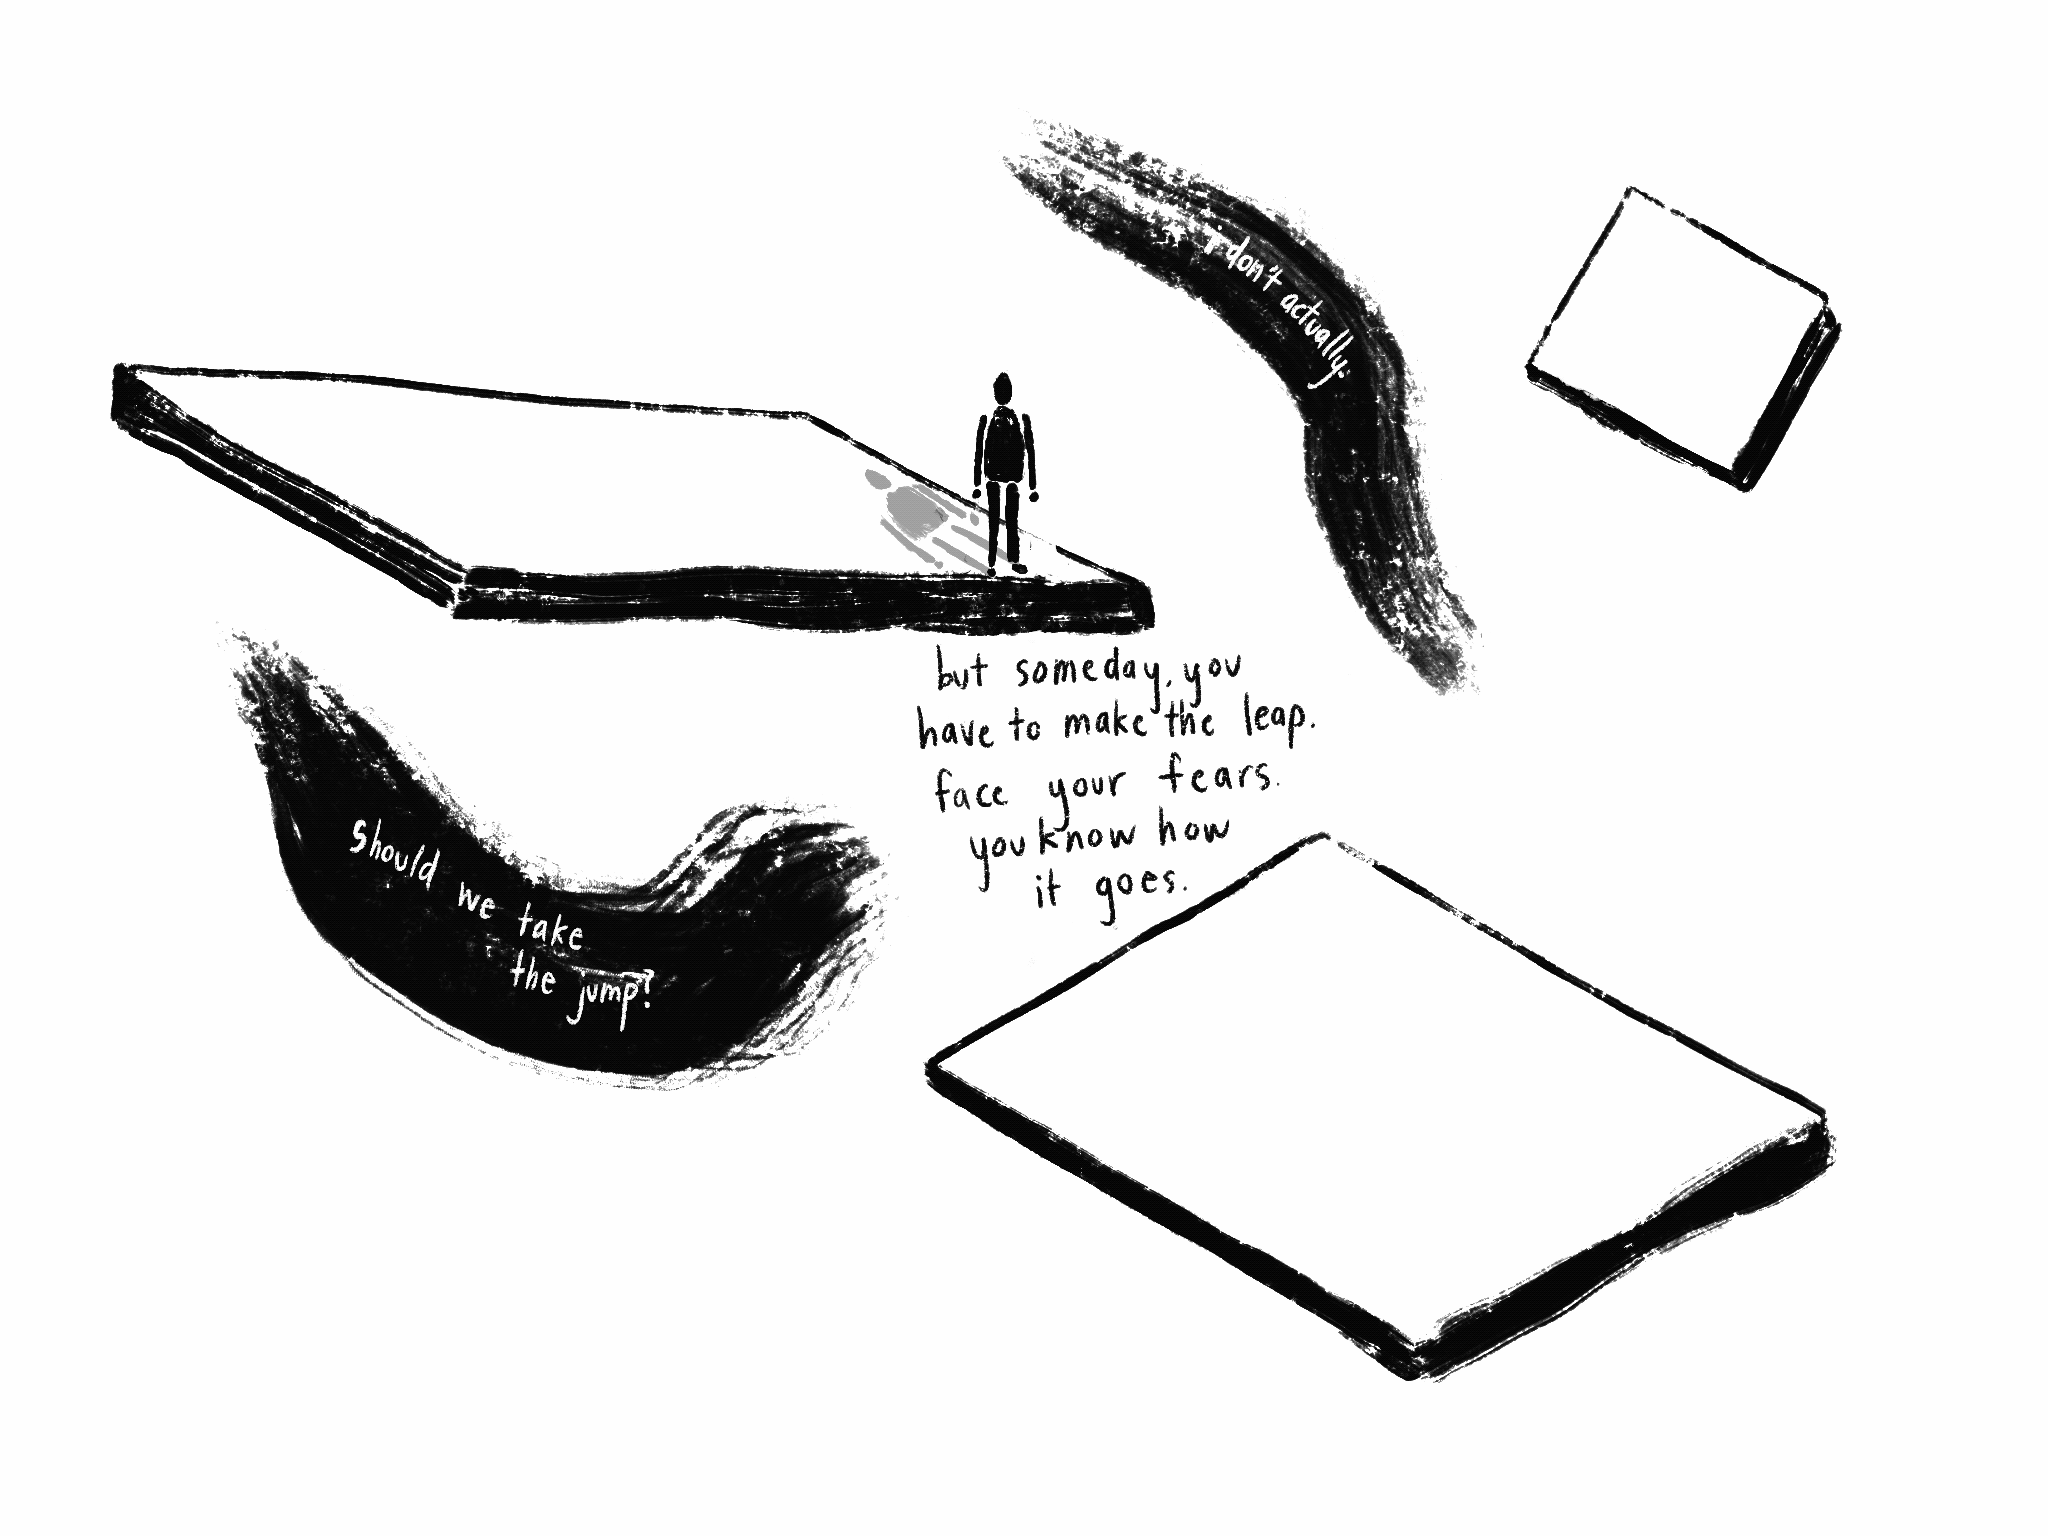 i don't actually.
but someday, you
have to make the leap.
face your fears.
you know how
it goes.
Should we take
the jump?